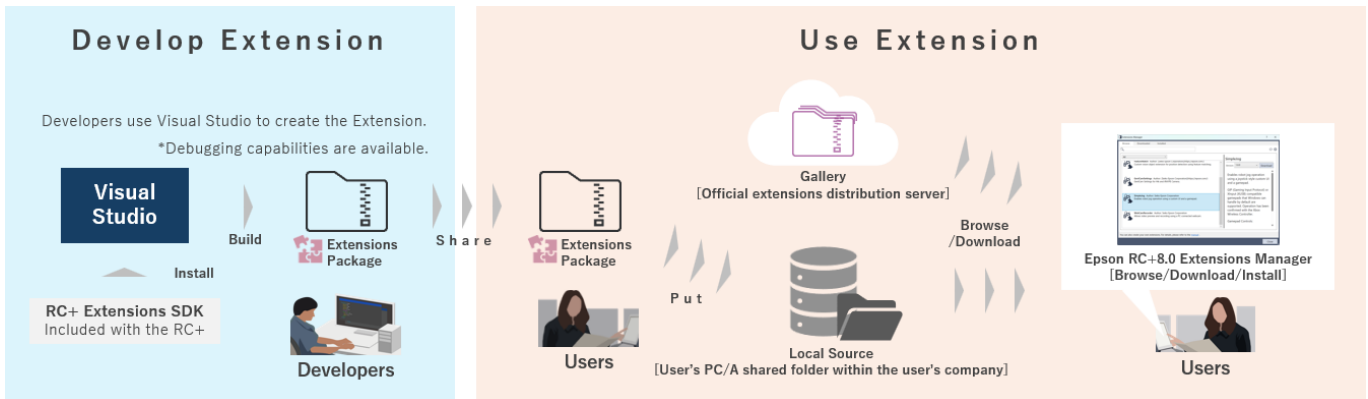 Develop Extension
Developers use Visual Studio to create the Extension.
*Debugging capabilities are available.
Visual
Studio
Build
Install
RC+ Extensions SDK
Included with the RC+
Extensions
Package
Developers
Share
Use Extension
Extensions
Package
Users
Put
Gallery
[Official extensions distribution server]
Local Source
[User's PC/A shared folder within the user's company]
Browse
/Download
Epson RC+8.0 Extensions Manager
[Browse/Download/Install]
Users